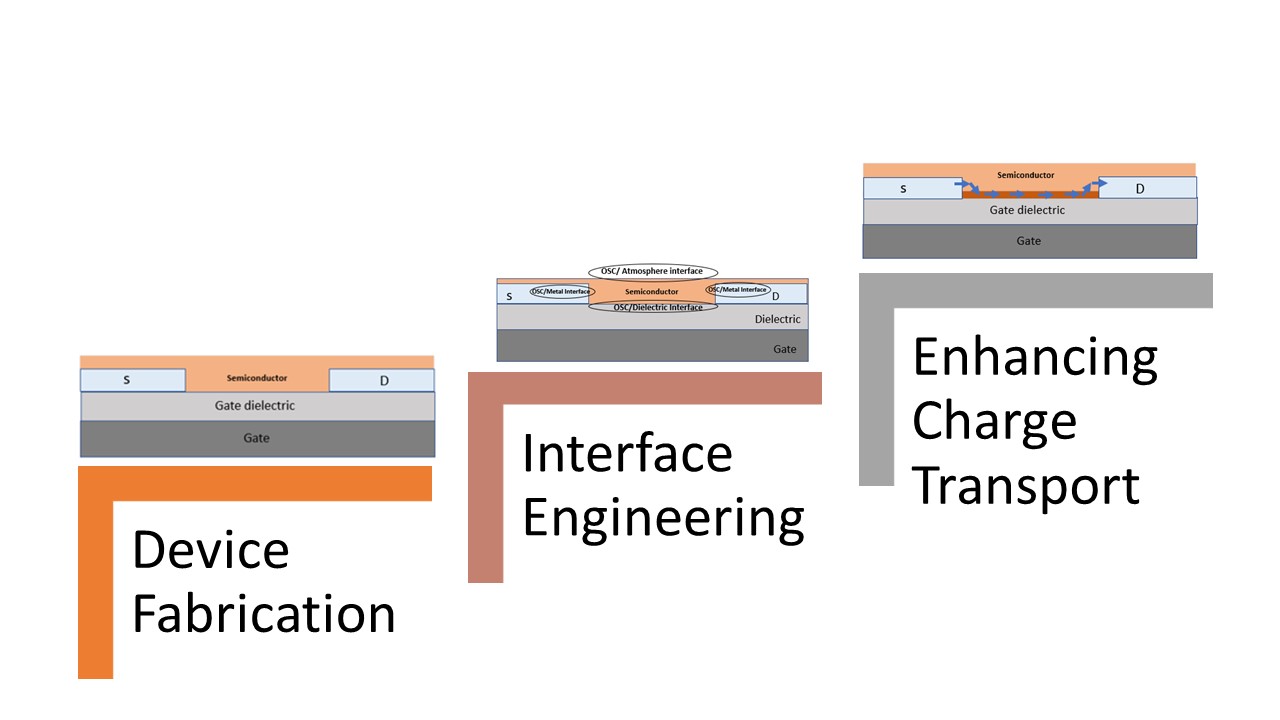 Semiconductor
S
D
Gate dielectric
Gate
Device
Fabrication
OSC/ Atmosphere interface
S
OSC/Metal Interface
Semiconductor
OSC/Metal Interface
D
OSC/Dielectric Interface
Dielectric
Gate
Interface
Engineering
Semiconductor
s
D
Gate dielectric
Gate
Enhancing
Charge
Transport